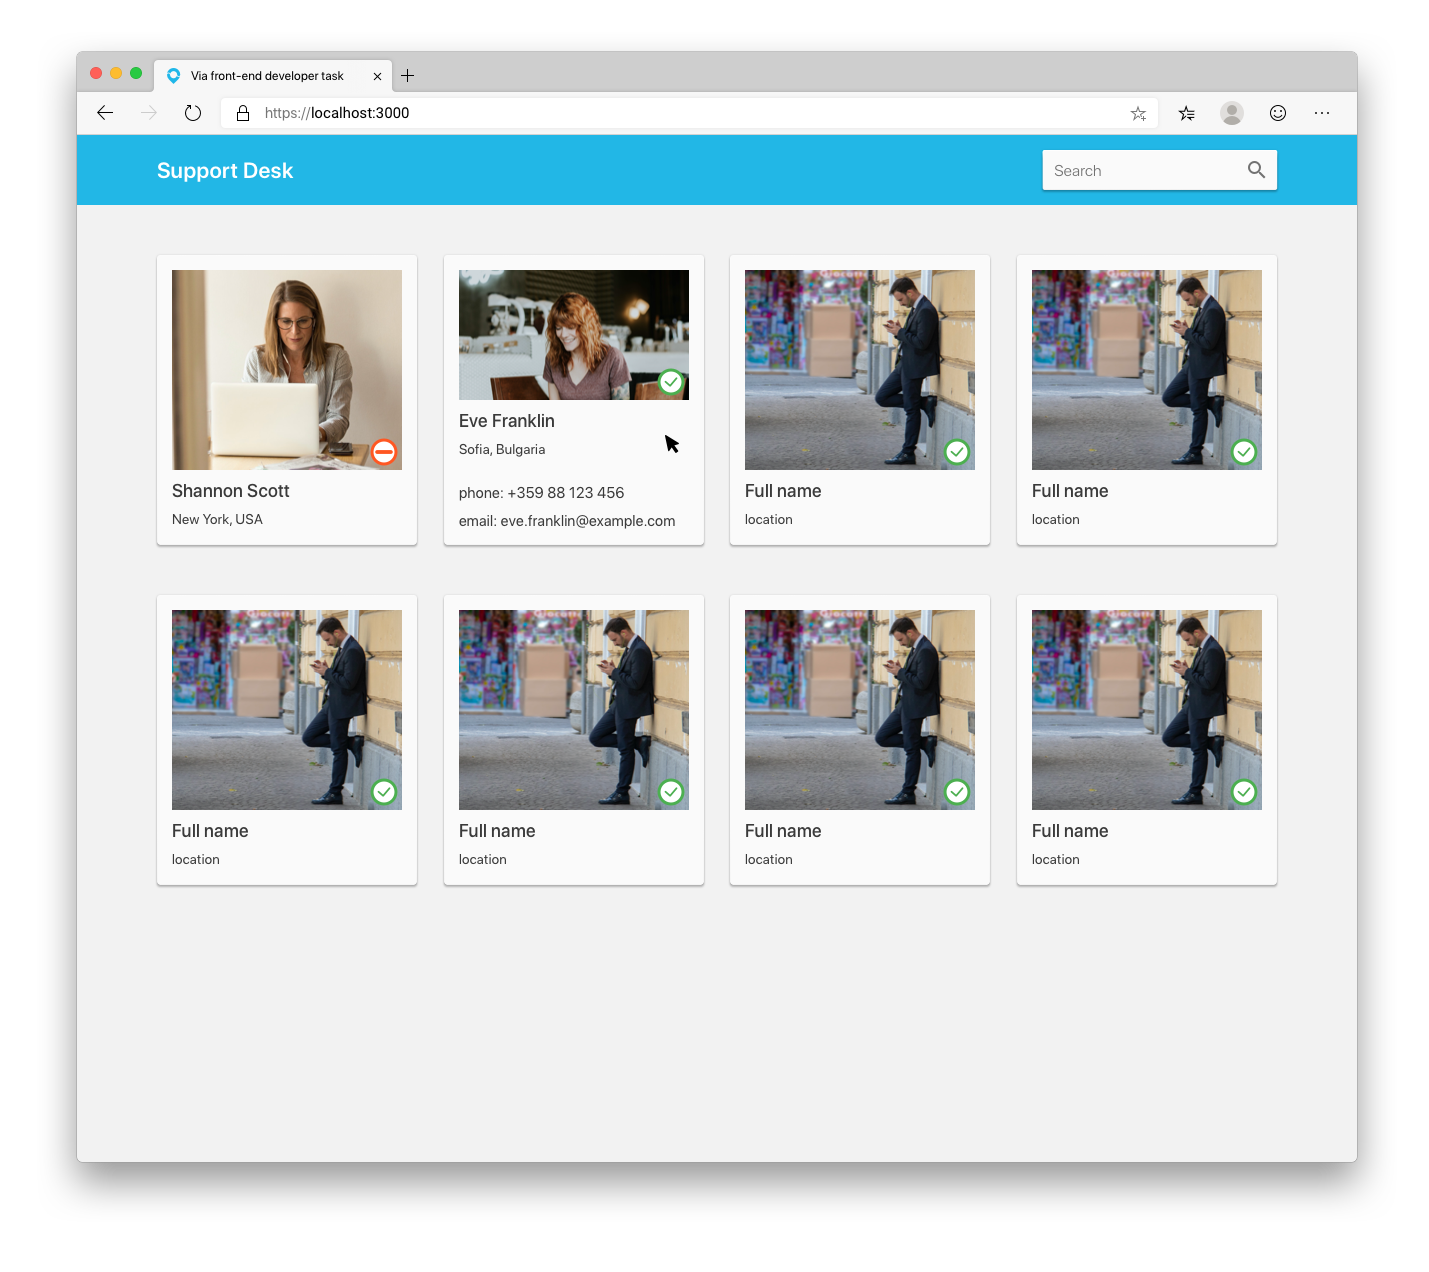 Via front-end developer task
https://localhost:3000
Support Desk
Search
Shannon Scott
New York, USA
Eve Franklin
Sofia, Bulgaria
phone: +359 88 123 456
email: eve.franklin@example.com
Full name
location
Full name
location
Full name
location
Full name
location
Full name
location
Full name
location